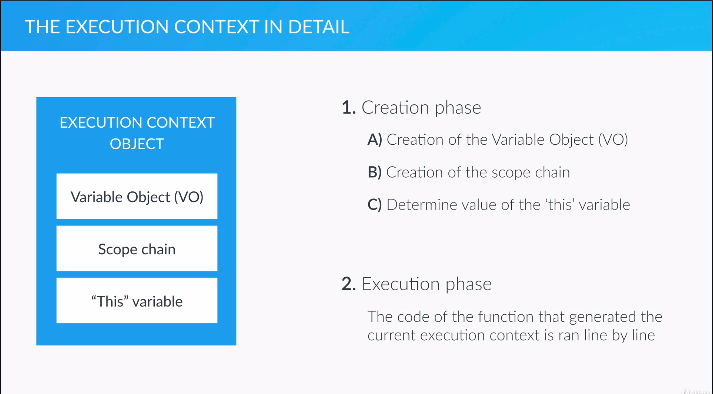 THE EXECUTION CONTEXT IN DETAIL
EXECUTION CONTEXT
OBJECT
Variable Object (VO)
Scope chain
“This” variable
1. Creation phase
A) Creation of the Variable Object (VO)
B) Creation of the scope chain
C) Determine value of the ‘this’ variable
2. Execution phase
The code of the function that generated the
current execution context is ran line by line